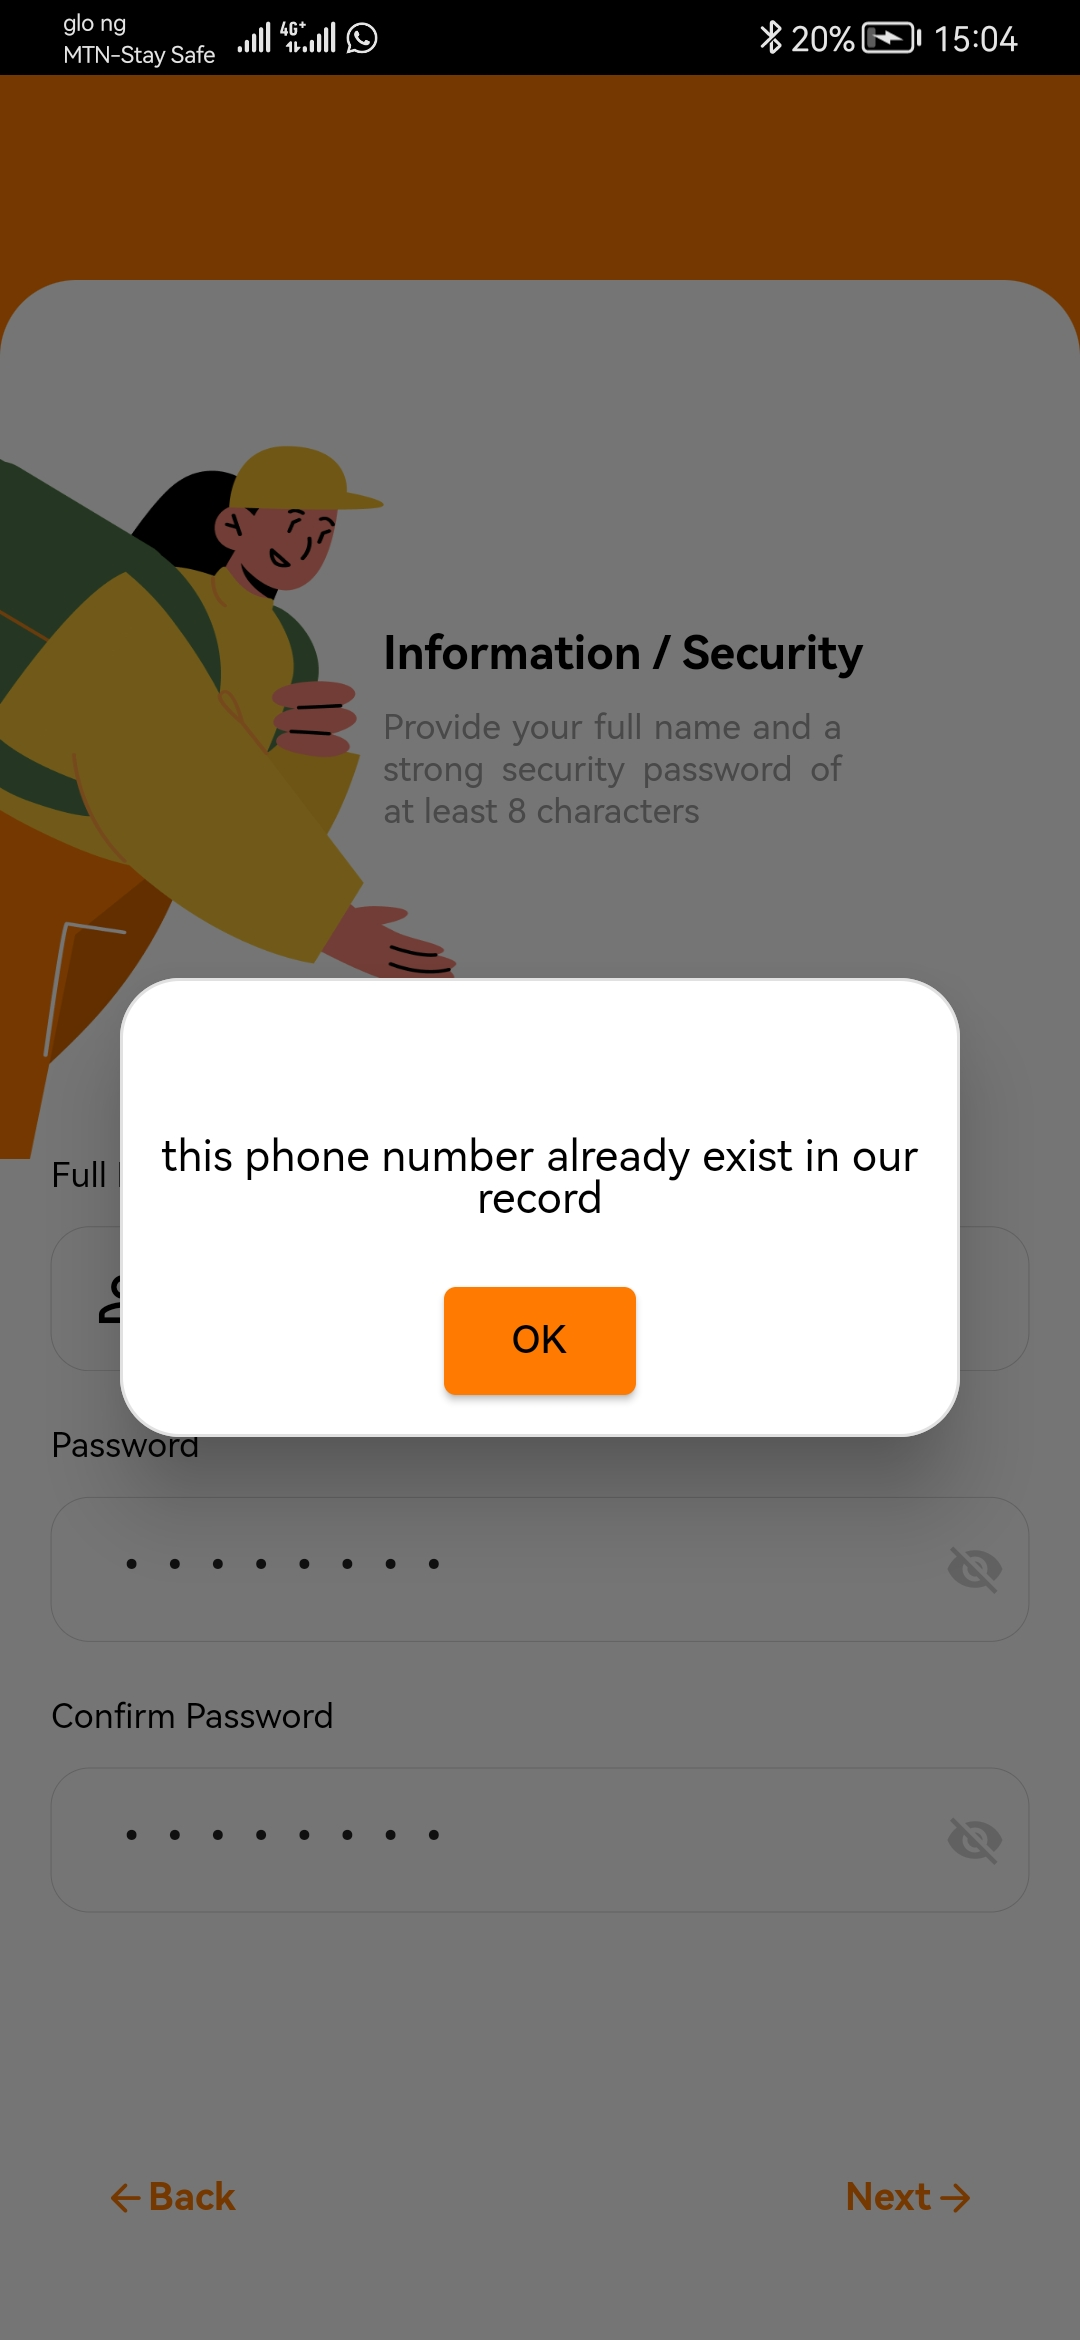 glo ng
MTN-Stay Safe
4G+
20%
15:04
Information / Security
Provide your full name and a
strong security password of
at least 8 characters
this phone number already exist in our
record
OK
Full
Password
Confirm Password
Back
Next